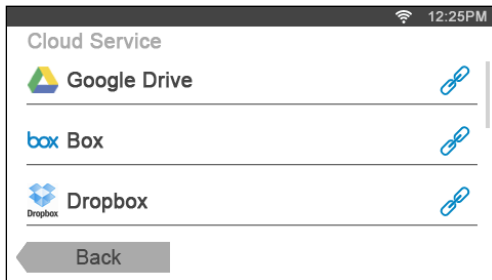 12:25PM
Cloud Service
Google Drive
box Box
Dropbox Dropbox
Back